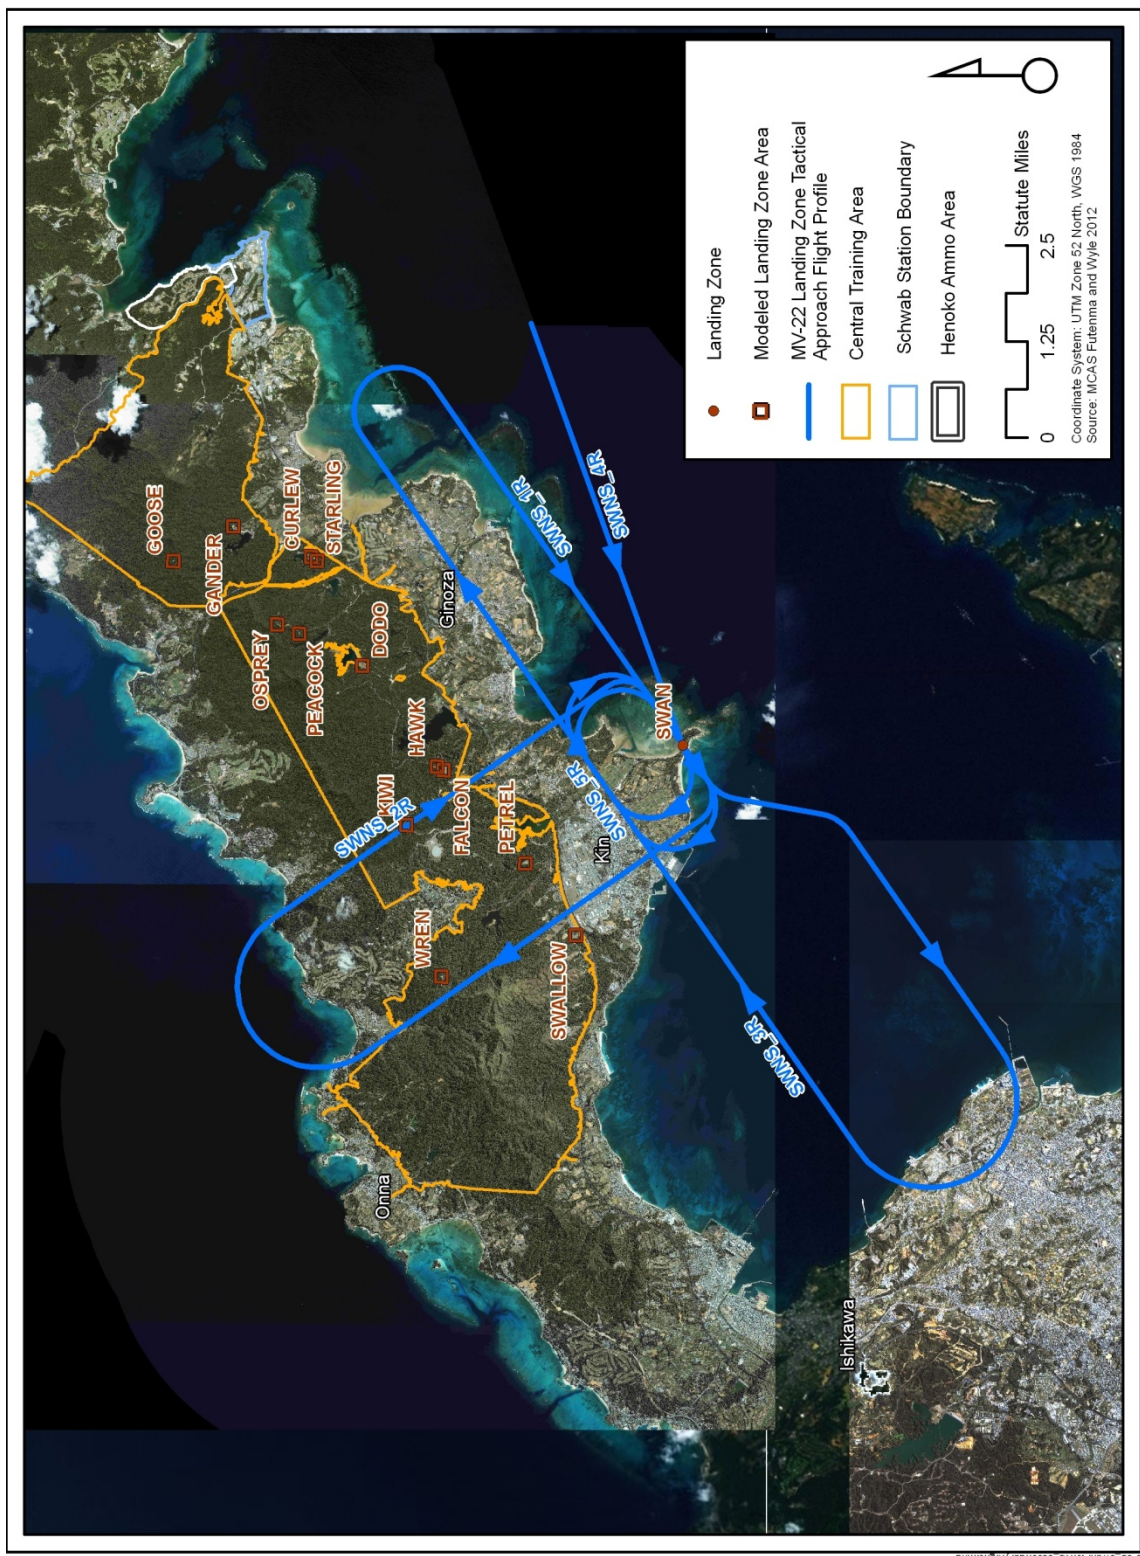 GOOSE
GANDER
CURLEW
STARLING
OSPREY
PEACOCK
DODO
Ginoza
HAWK
KIWI
FALCON
PETREL
WREN
SWALLOW
Kin
SWAN
Onna
Ishikawa
SWNS_1R
SWNS_2R
SWNS_3R
SWNS_4R
SWNS_5R
Landing Zone
Modeled Landing Zone Area
MV-22 Landing Zone Tactical
Approach Flight Profile
Central Training Area
Schwab Station Boundary
Henoko Ammo Area
Statute Miles
0 1.25 2.5
Coordinate System: UTM Zone 52 North, WGS 1984
Source: MCAS Futenma and Wyle 2012